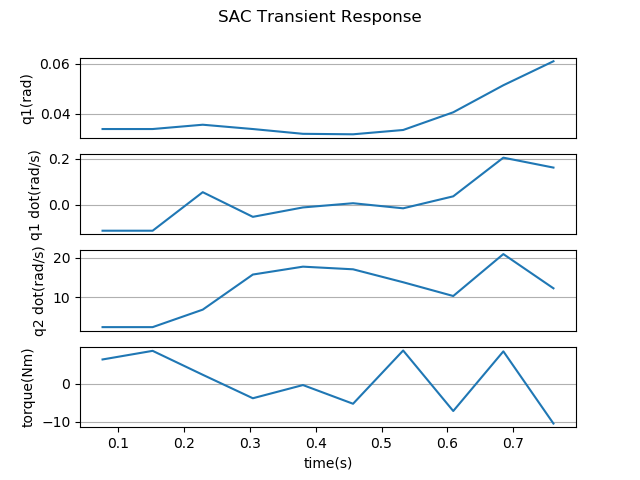 SAC Transient Response
0.06
0.04
q1(rad)
0.2
0.0
q1 dot(rad/s)
20
10
q2 dot(rad/s)
0
−10
torque(Nm)
0.1 0.2 0.3 0.4 0.5 0.6 0.7
time(s)